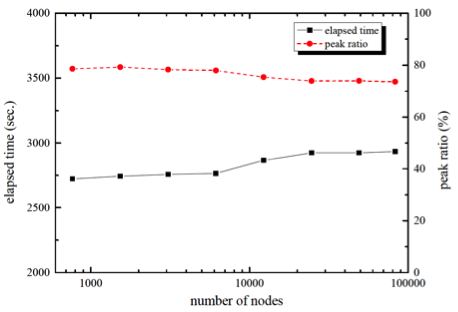 4000
3500
3000
2500
2000
elapsed time (sec.)
elapsed time
peak ratio
100
80
60
40
20
0
peak ratio (%)
1000
10000
100000
number of nodes